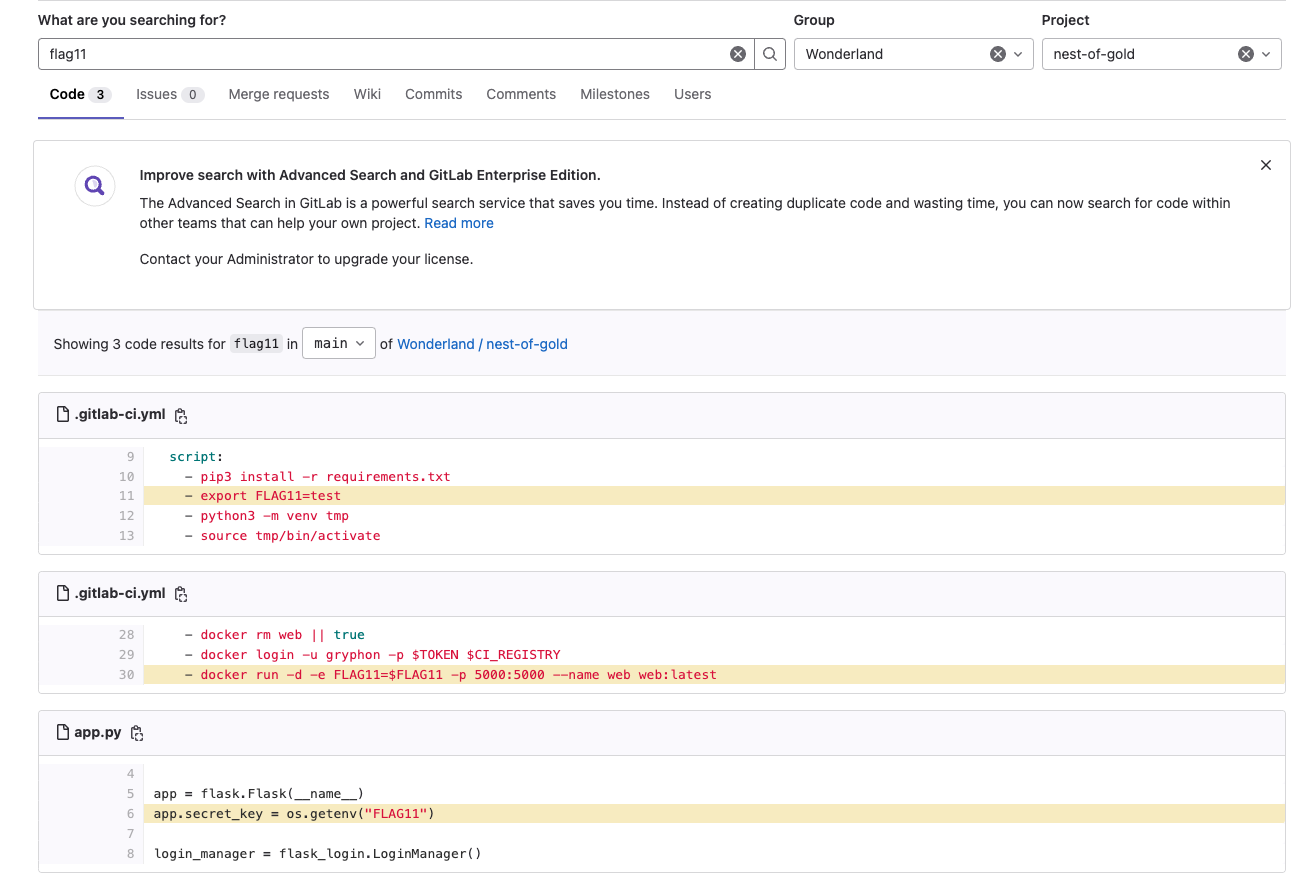 What are you searching for?
Group
Project
flag11
Wonderland
nest-of-gold
Code 3
Issues 0
Merge requests
Wiki
Commits
Comments
Milestones
Users
Improve search with Advanced Search and GitLab Enterprise Edition.
The Advanced Search in GitLab is a powerful search service that saves you time. Instead of creating duplicate code and wasting time, you can now search for code within
other teams that can help your own project. Read more
Contact your Administrator to upgrade your license.
Showing 3 code results for flag11 in main of Wonderland / nest-of-gold
.gitlab-ci.yml
9 script:
10 - pip3 install -r requirements.txt
11 - export FLAG11=test
12 - python3 -m venv tmp
13 - source tmp/bin/activate
.gitlab-ci.yml
28 - docker rm web || true
29 - docker login -u gryphon -p $TOKEN $CI_REGISTRY
30 - docker run -d -e FLAG11=$FLAG11 -p 5000:5000 --name web web:latest
app.py
4
5 app = flask.Flask(__name__)
6 app.secret_key = os.getenv("FLAG11")
7
8 login_manager = flask_login.LoginManager()